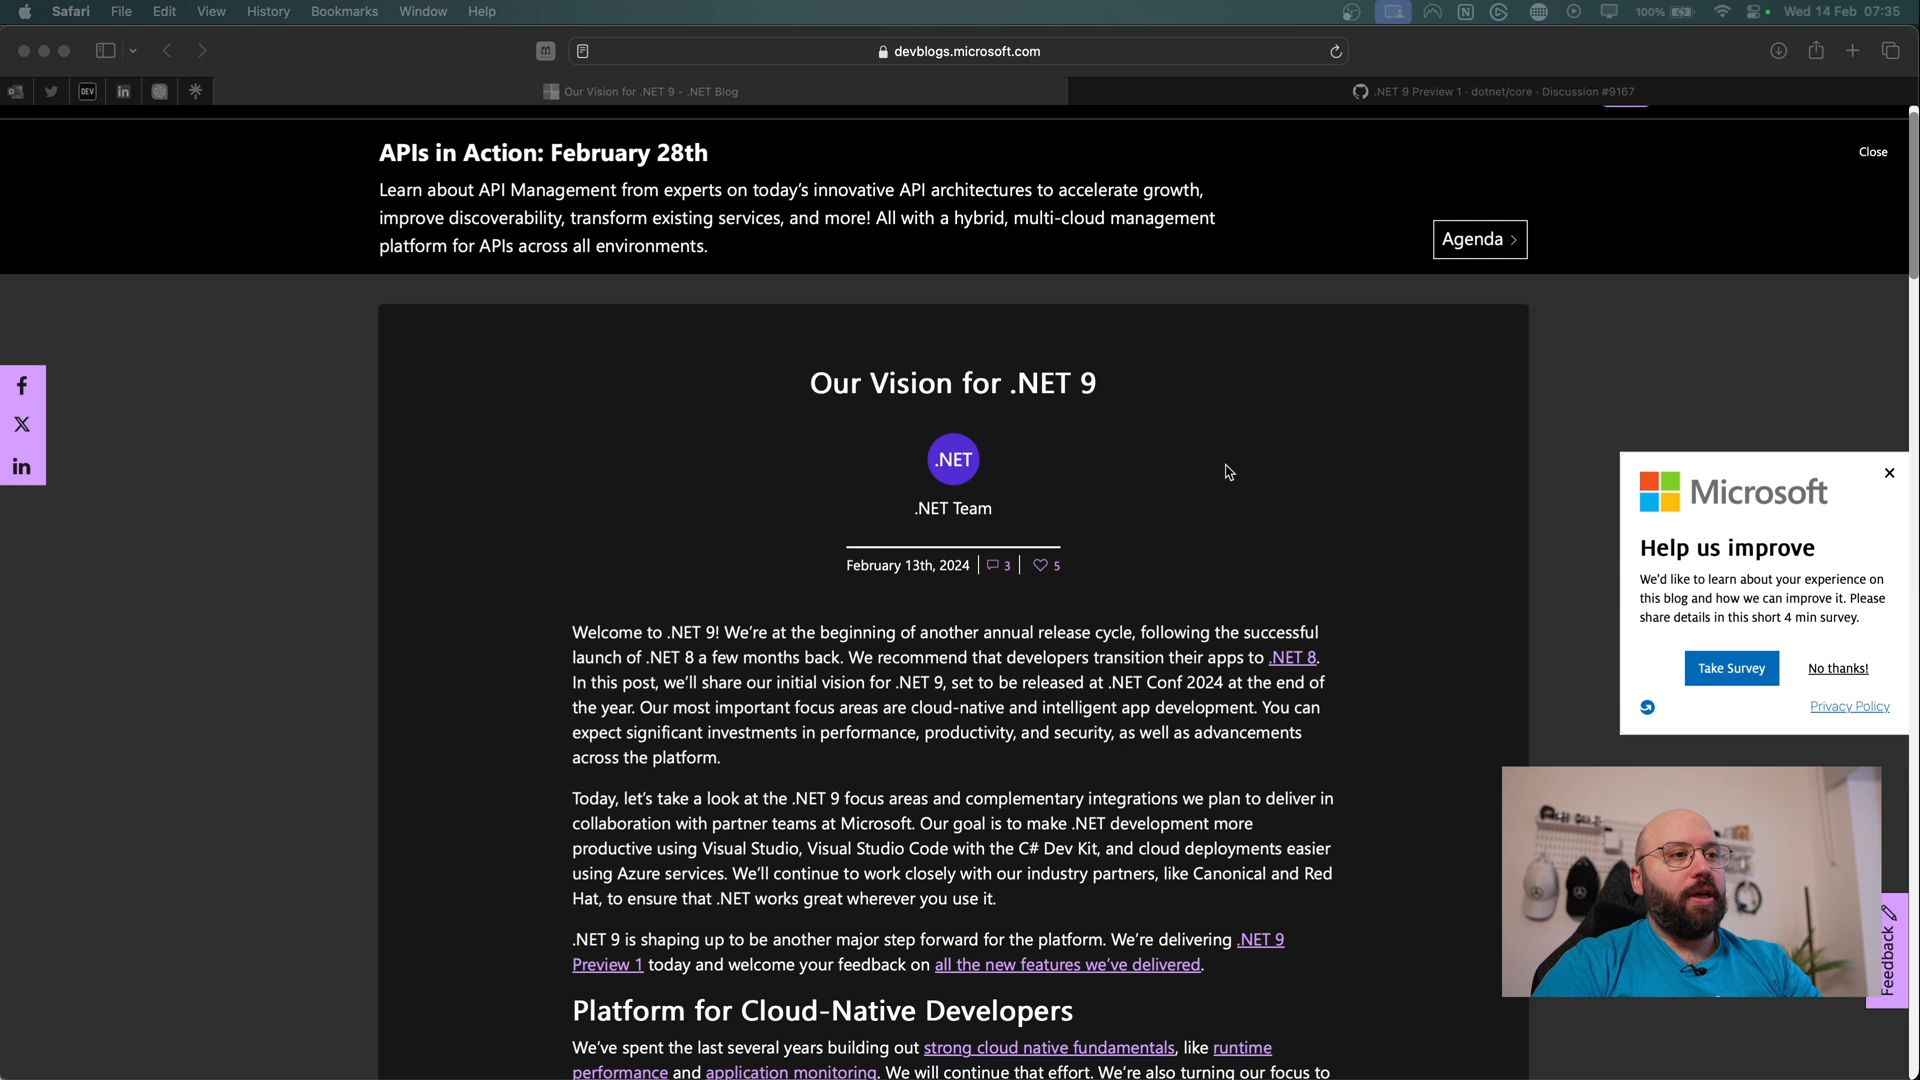 Safari File Edit View History Bookmarks Window Help 100% Wed 14 Feb 07:35
m devblogs.microsoft.com
DEV in Our Vision for .NET 9 - .NET Blog .NET 9 Preview 1 · dotnet/core · Discussion #9167
APIs in Action: February 28th
Close
Learn about API Management from experts on today's innovative API architectures to accelerate growth,
improve discoverability, transform existing services, and more! All with a hybrid, multi-cloud management
platform for APIs across all environments.
Agenda
Our Vision for .NET 9
.NET
.NET Team
February 13th, 2024 3 5
Welcome to .NET 9! We're at the beginning of another annual release cycle, following the successful
launch of .NET 8 a few months back. We recommend that developers transition their apps to .NET 8.
In this post, we'll share our initial vision for .NET 9, set to be released at .NET Conf 2024 at the end of
the year. Our most important focus areas are cloud-native and intelligent app development. You can
expect significant investments in performance, productivity, and security, as well as advancements
across the platform.
Today, let's take a look at the .NET 9 focus areas and complementary integrations we plan to deliver in
collaboration with partner teams at Microsoft. Our goal is to make .NET development more
productive using Visual Studio, Visual Studio Code with the C# Dev Kit, and cloud deployments easier
using Azure services. We'll continue to work closely with our industry partners, like Canonical and Red
Hat, to ensure that .NET works great wherever you use it.
.NET 9 is shaping up to be another major step forward for the platform. We're delivering .NET 9
Preview 1 today and welcome your feedback on all the new features we've delivered.
Platform for Cloud-Native Developers
We've spent the last several years building out strong cloud native fundamentals, like runtime
performance and application monitoring. We will continue that effort. We're also turning our focus to
f
X
in
Microsoft
Help us improve
We'd like to learn about your experience on
this blog and how we can improve it. Please
share details in this short 4 min survey.
Take Survey No thanks!
Privacy Policy
Feedback